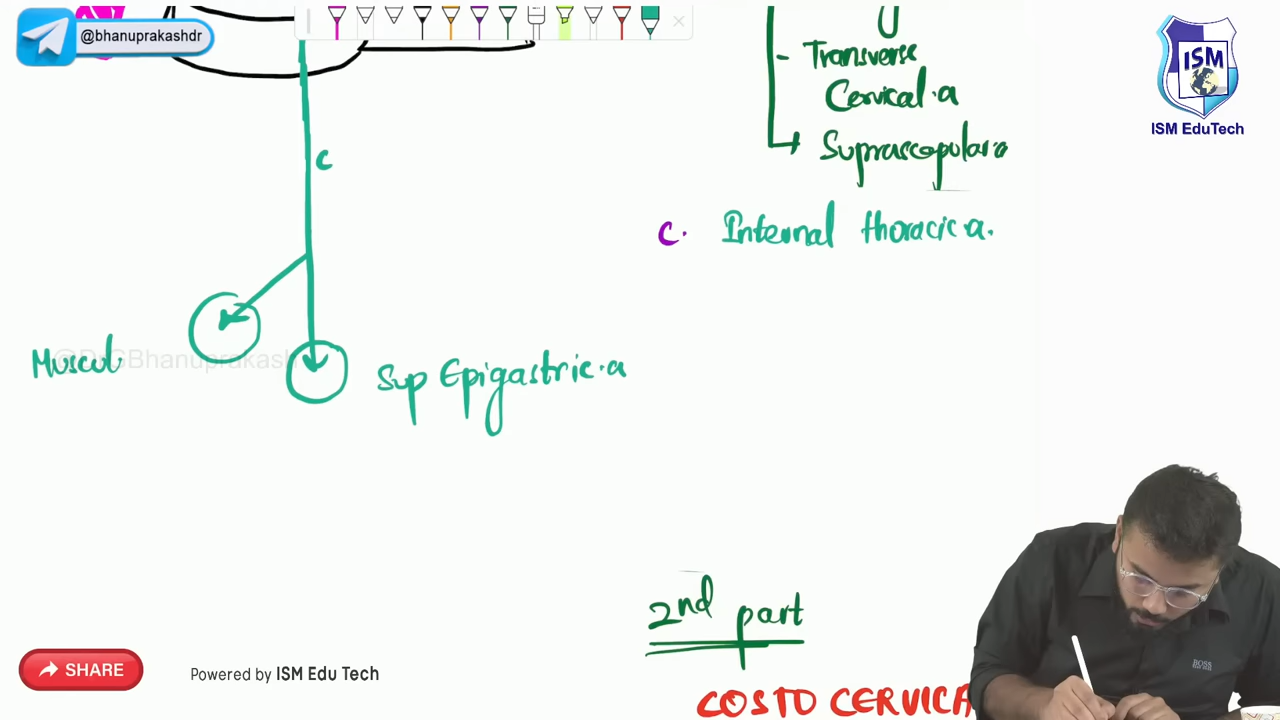 @bhanuprakashdr
Transverse
Cervical.a
Suprascapular a
C
C. Internal thoracic a.
Muscul
Sup Epigastric.a
2nd part
COSTO CERVICA
SHARE
Powered by ISM Edu Tech
ISM
ISM EduTech
BOSS